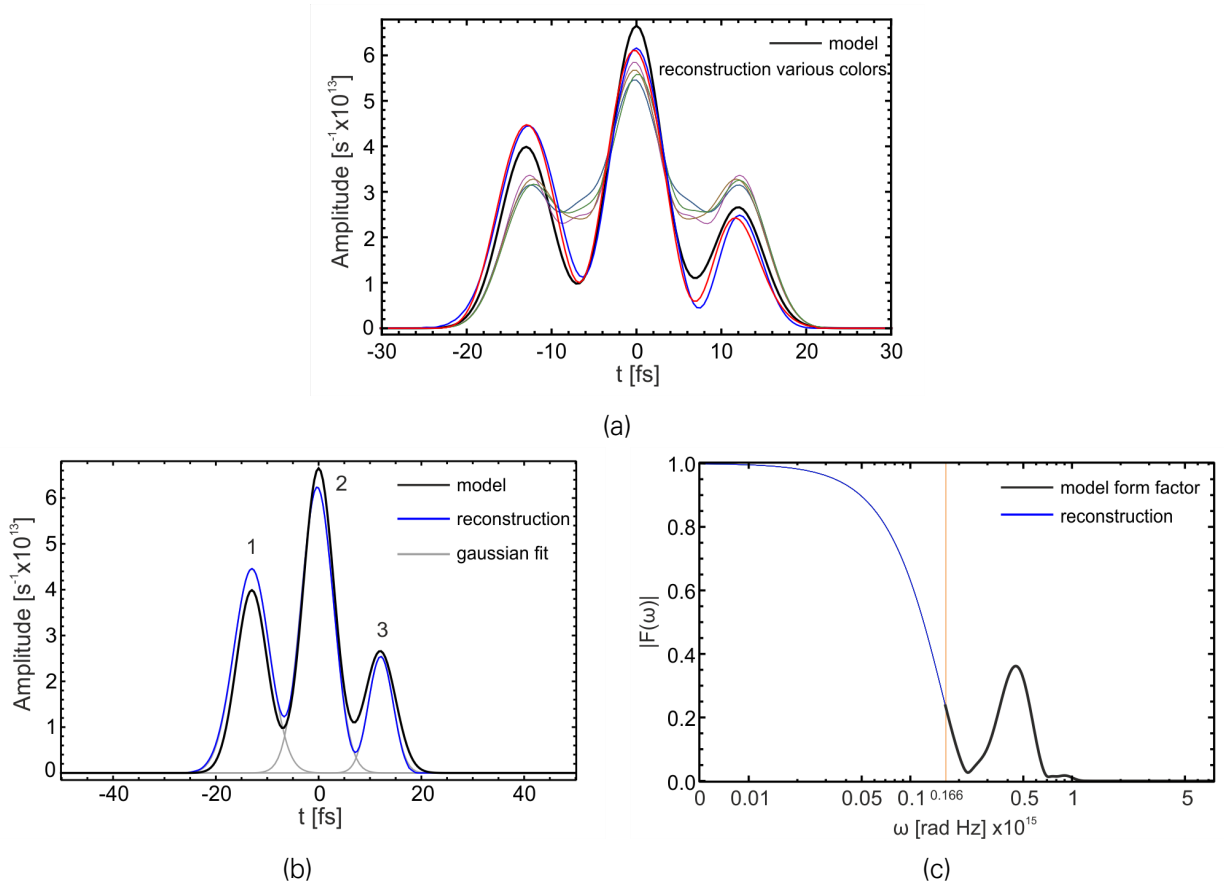 model
reconstruction various colors
Amplitude [s⁻¹x10¹³]
6
5
4
3
2
1
0
-30 -20 -10 0 10 20 30
t [fs]
(a)
Amplitude [s⁻¹x10¹³]
6
5
4
3
2
1
0
1
2
3
model
reconstruction
gaussian fit
-40 -20 0 20 40
t [fs]
(b)
|F(ω)|
1.0
0.8
0.6
0.4
0.2
0.0
model form factor
reconstruction
0 0.01 0.05 0.1 0.166 0.5 1 5
ω [rad Hz] x10¹⁵
(c)